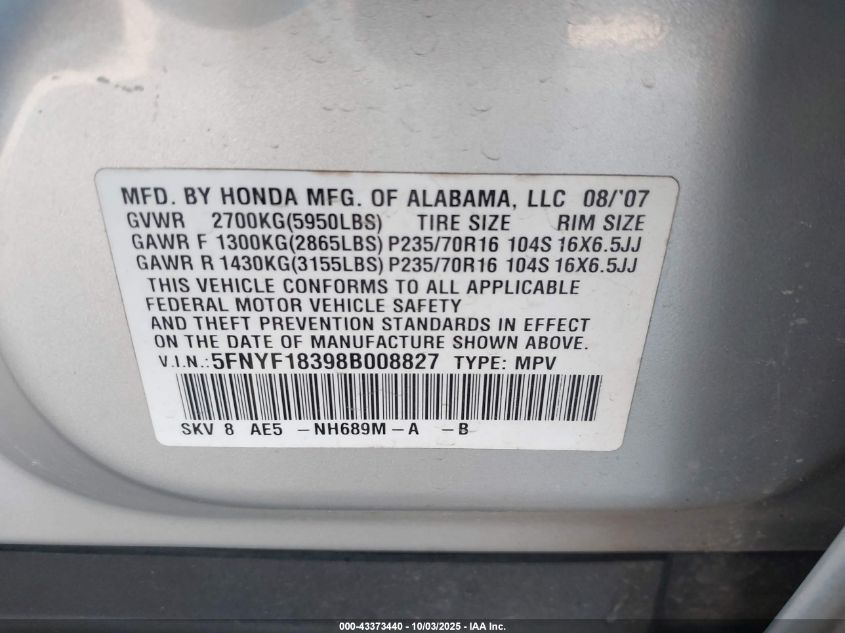 MFD. BY HONDA MFG. OF ALABAMA, LLC 08/'07
GVWR 2700KG(5950LBS) TIRE SIZE RIM SIZE
GAWR F 1300KG(2865LBS) P235/70R16 104S 16X6.5JJ
GAWR R 1430KG(3155LBS) P235/70R16 104S 16X6.5JJ
THIS VEHICLE CONFORMS TO ALL APPLICABLE
FEDERAL MOTOR VEHICLE SAFETY
AND THEFT PREVENTION STANDARDS IN EFFECT
ON THE DATE OF MANUFACTURE SHOWN ABOVE.
V.I.N.: 5FNYF18398B008827 TYPE: MPV
SKV 8 AE5 -NH689M-A -B
000-43373440 - 10/03/2025 - IAA Inc.